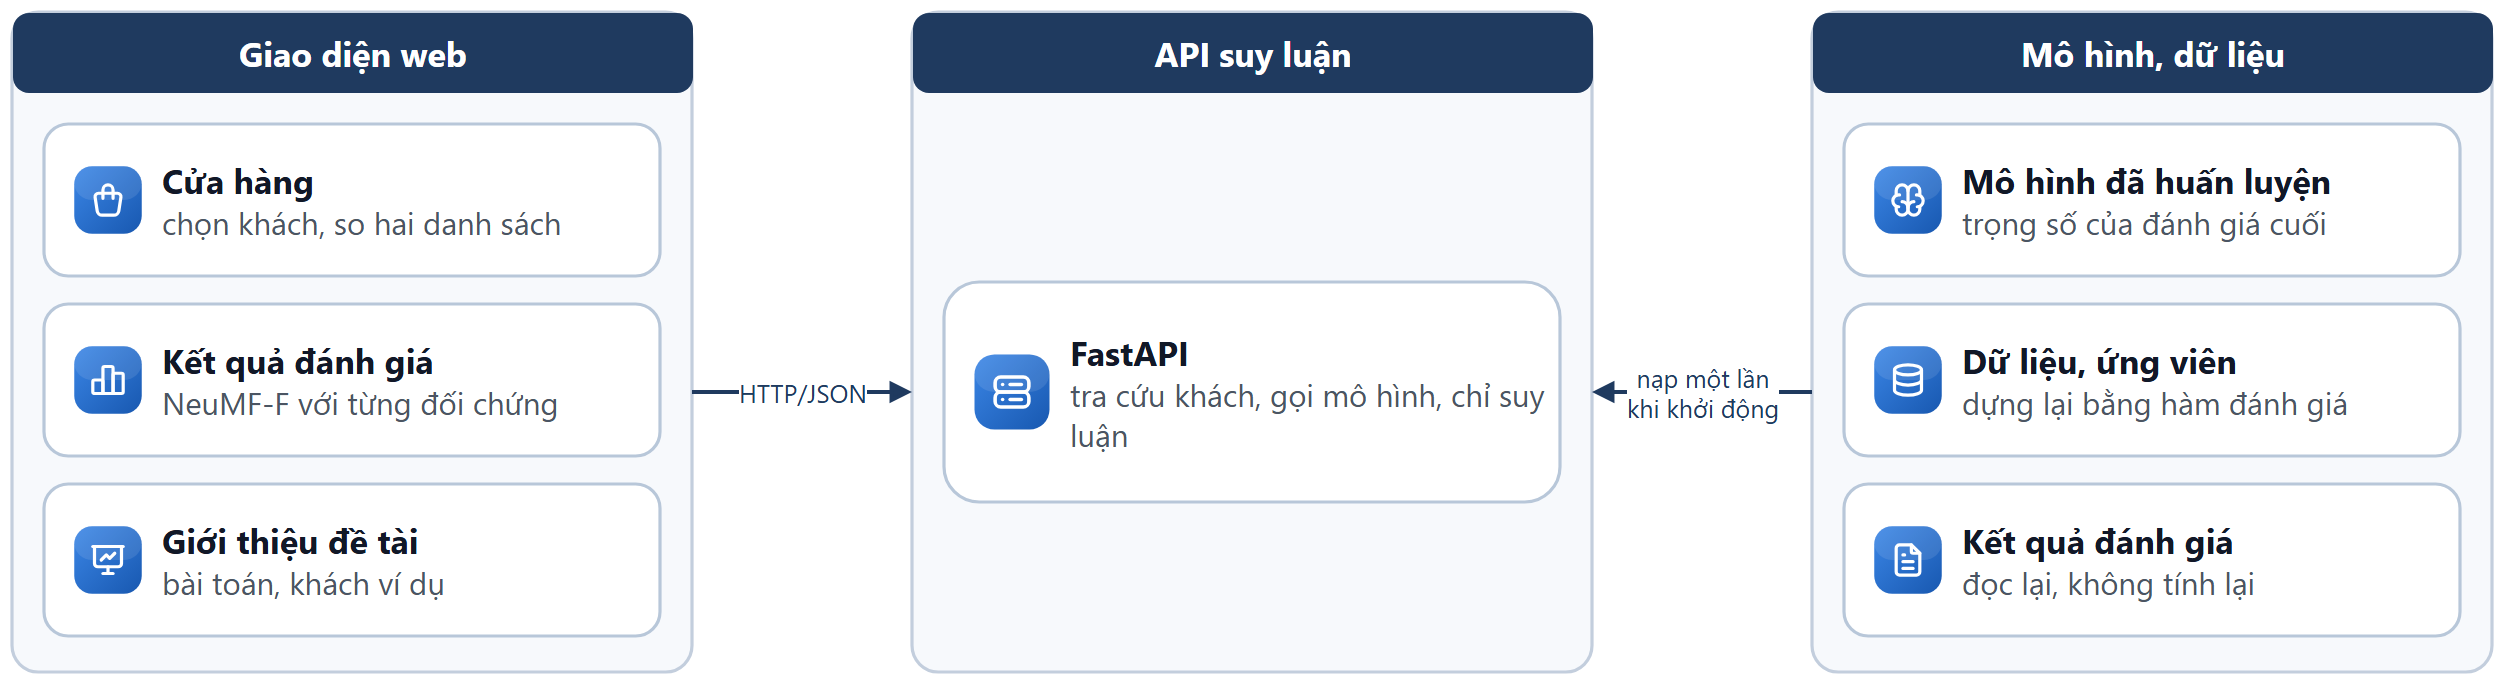 Giao diện web
Cửa hàng
chọn khách, so hai danh sách
Kết quả đánh giá
NeuMF-F với từng đối chứng
Giới thiệu đề tài
bài toán, khách ví dụ
HTTP/JSON
API suy luận
FastAPI
tra cứu khách, gọi mô hình, chỉ suy
luận
nạp một lần
khi khởi động
Mô hình, dữ liệu
Mô hình đã huấn luyện
trọng số của đánh giá cuối
Dữ liệu, ứng viên
dựng lại bằng hàm đánh giá
Kết quả đánh giá
đọc lại, không tính lại